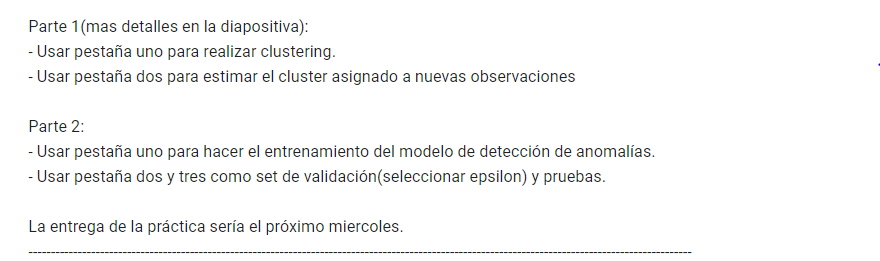 Parte 1(mas detalles en la diapositiva):
- Usar pestaña uno para realizar clustering.
- Usar pestaña dos para estimar el cluster asignado a nuevas observaciones
Parte 2:
- Usar pestaña uno para hacer el entrenamiento del modelo de detección de anomalías.
- Usar pestaña dos y tres como set de validación(seleccionar epsilon) y pruebas.
La entrega de la práctica sería el próximo miercoles.